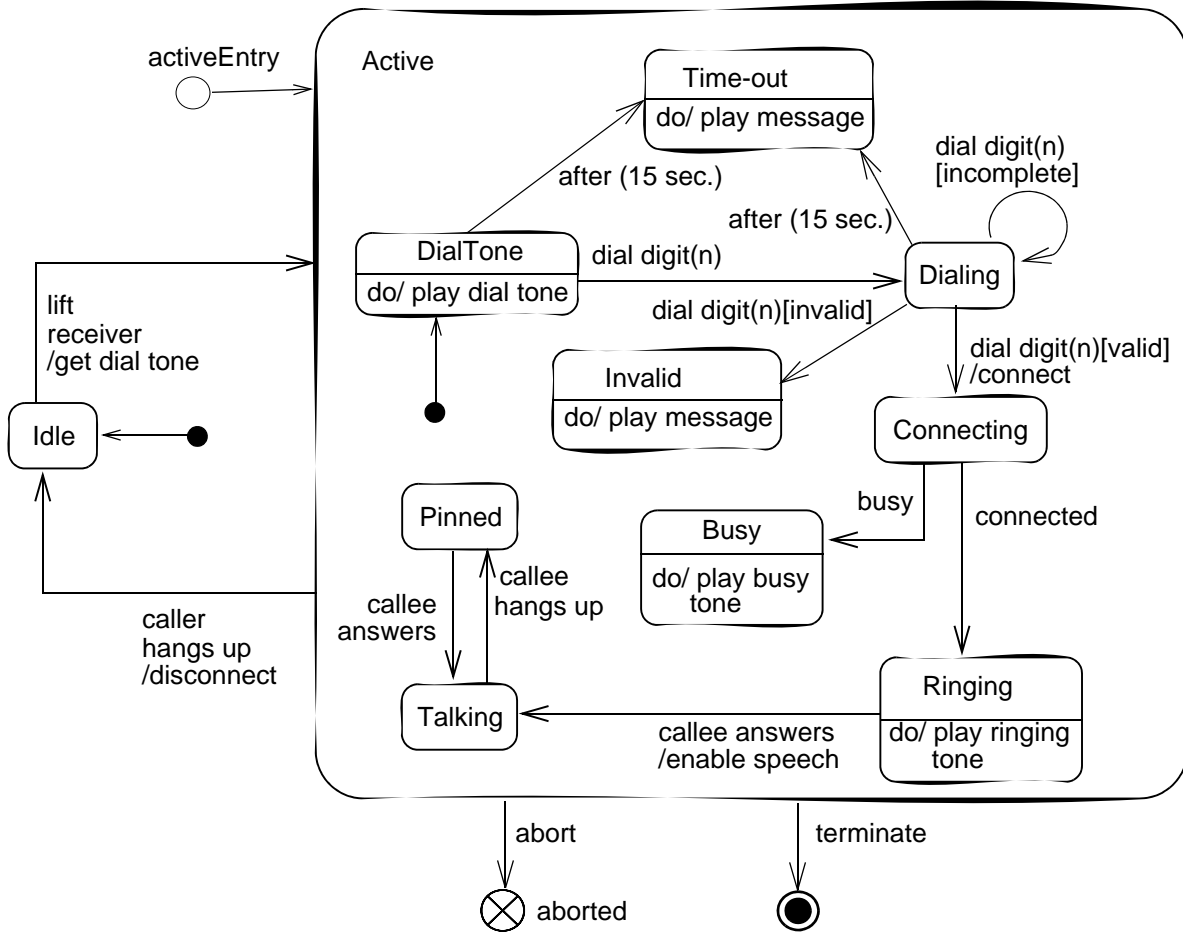 activeEntry
Active
Time-out
do/ play message
dial digit(n)
[incomplete]
after (15 sec.)
after (15 sec.)
DialTone
do/ play dial tone
dial digit(n)
Dialing
lift
receiver
/get dial tone
dial digit(n)[invalid]
dial digit(n)[valid]
/connect
Invalid
do/ play message
Idle
Connecting
Pinned
busy
connected
Busy
do/ play busy
tone
callee
hangs up
callee
answers
caller
hangs up
/disconnect
Talking
callee answers
/enable speech
Ringing
do/ play ringing
tone
abort
terminate
aborted